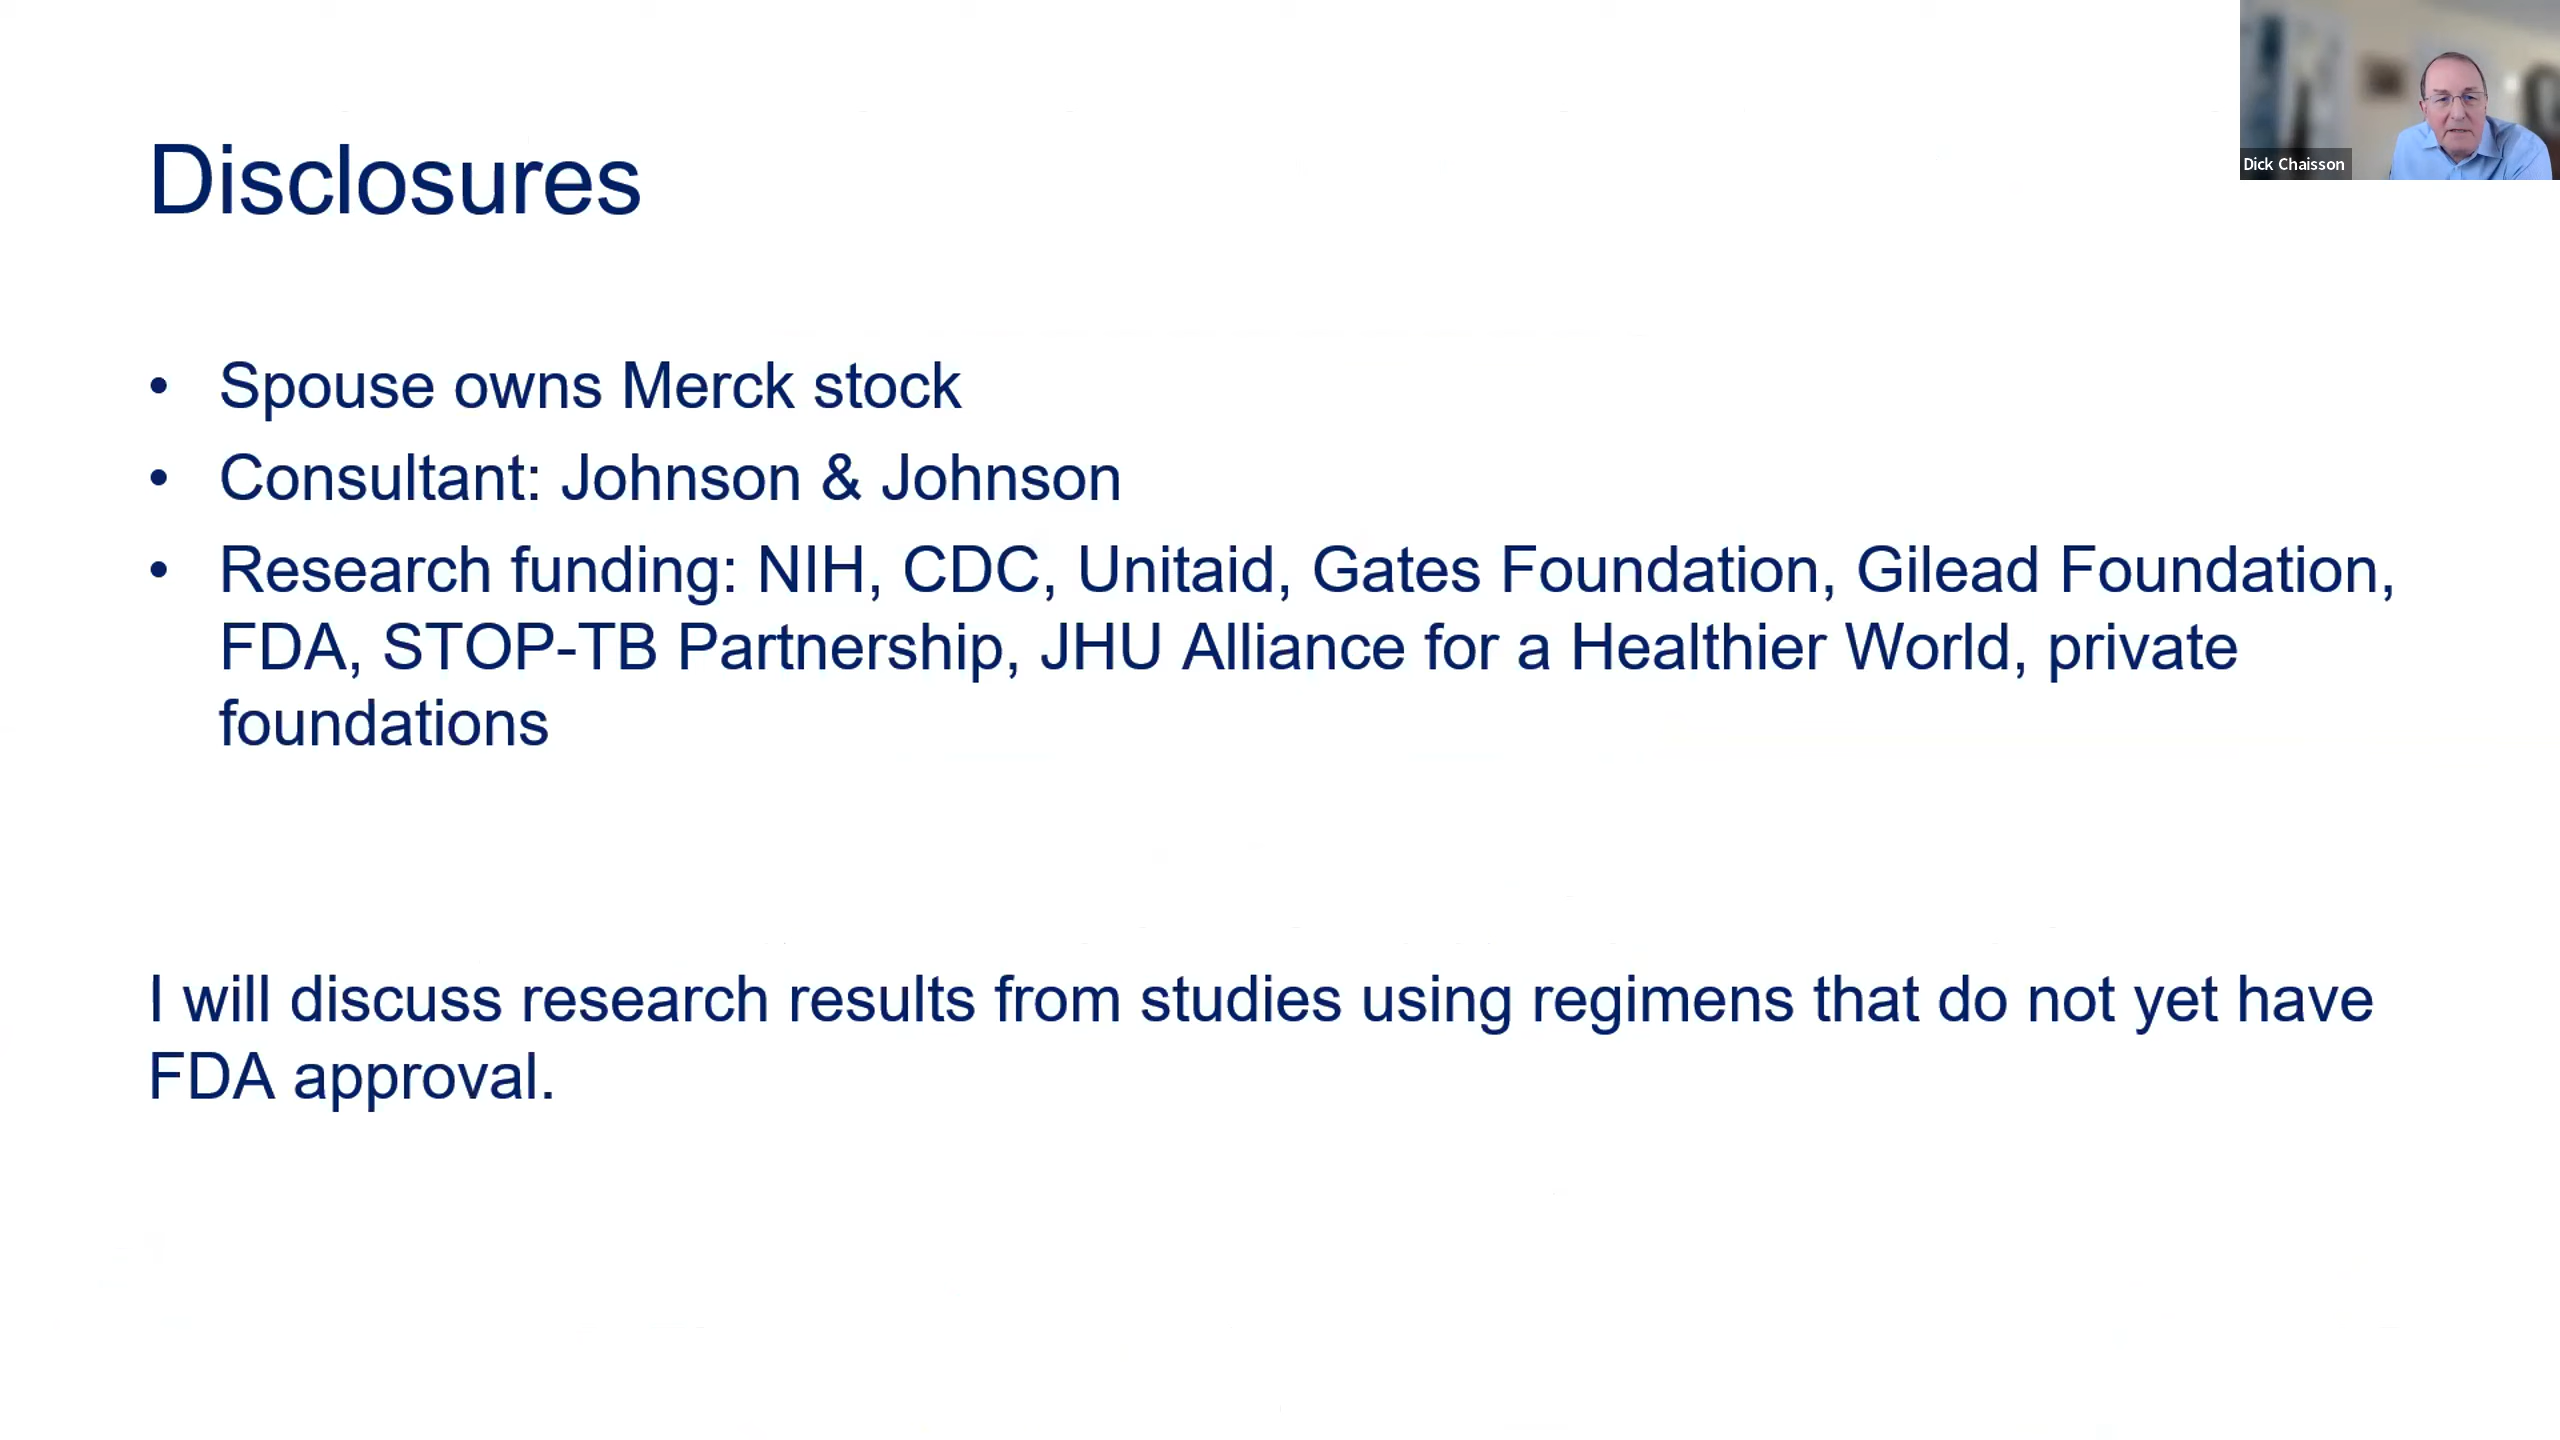 Dick Chaisson
Disclosures
• Spouse owns Merck stock
• Consultant: Johnson & Johnson
• Research funding: NIH, CDC, Unitaid, Gates Foundation, Gilead Foundation,
FDA, STOP-TB Partnership, JHU Alliance for a Healthier World, private
foundations
I will discuss research results from studies using regimens that do not yet have
FDA approval.